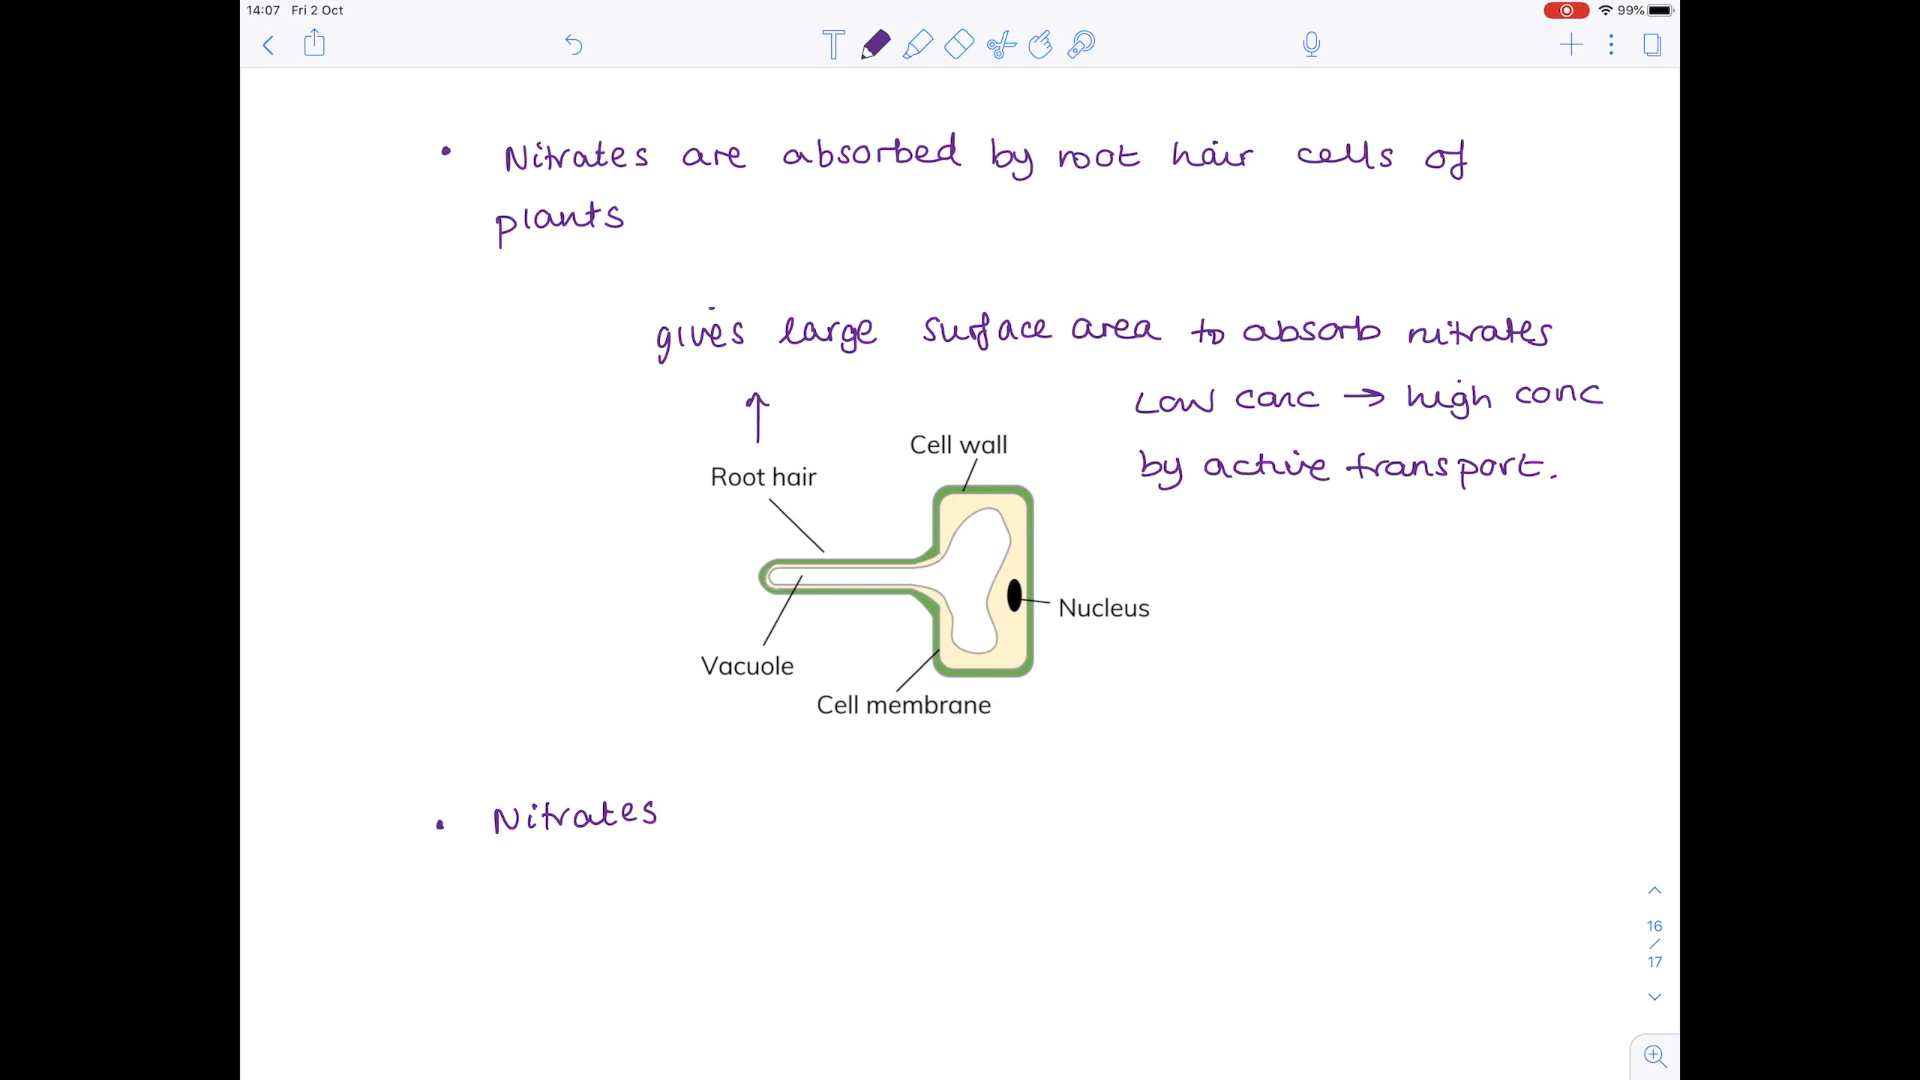 14:07 Fri 2 Oct
99%
T
• Nitrates are absorbed by root hair cells of
plants
gives large surface area to absorb nitrates
Low conc → high conc
by active transport.
Cell wall
Root hair
Nucleus
Vacuole
Cell membrane
• Nitrates
16
/
17